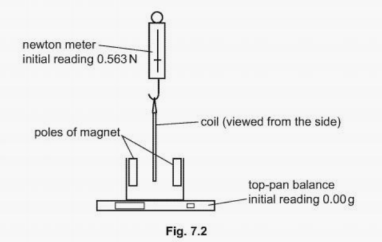 newton meter
initial reading 0.563 N
coil (viewed from the side)
poles of magnet
top-pan balance
initial reading 0.00 g
Fig. 7.2